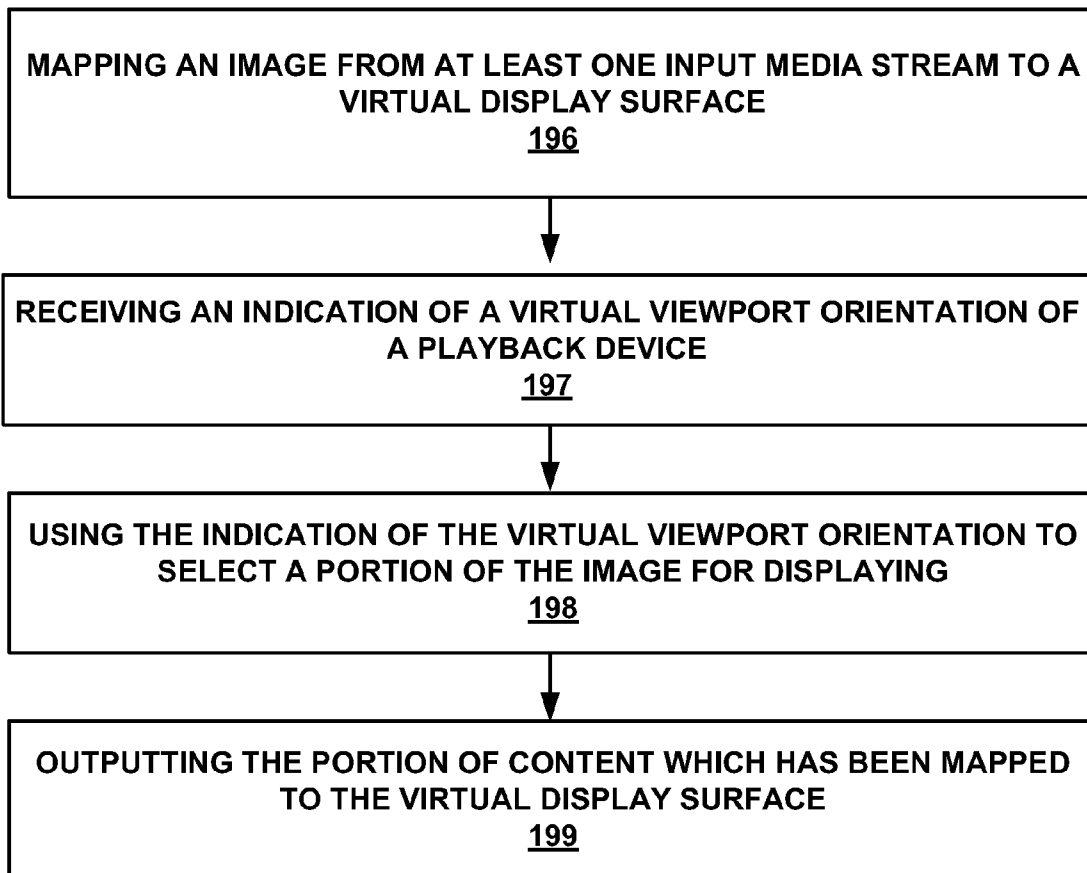 MAPPING AN IMAGE FROM AT LEAST ONE INPUT MEDIA STREAM TO A
VIRTUAL DISPLAY SURFACE
196
RECEIVING AN INDICATION OF A VIRTUAL VIEWPORT ORIENTATION OF
A PLAYBACK DEVICE
197
USING THE INDICATION OF THE VIRTUAL VIEWPORT ORIENTATION TO
SELECT A PORTION OF THE IMAGE FOR DISPLAYING
198
OUTPUTTING THE PORTION OF CONTENT WHICH HAS BEEN MAPPED
TO THE VIRTUAL DISPLAY SURFACE
199